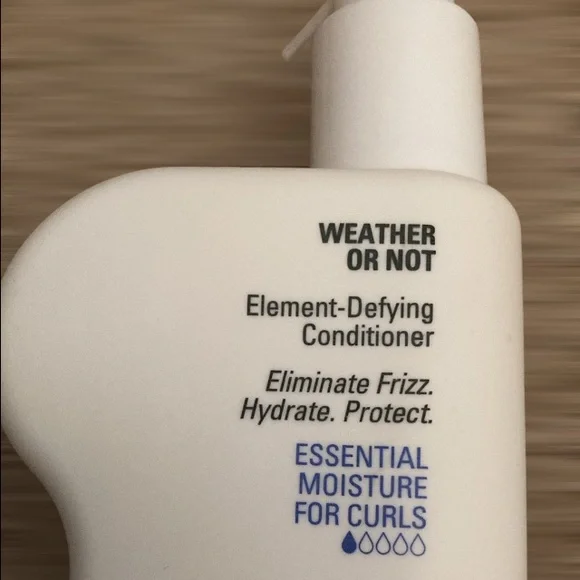 WEATHER
OR NOT
Element-Defying
Conditioner
Eliminate Frizz.
Hydrate. Protect.
ESSENTIAL
MOISTURE
FOR CURLS